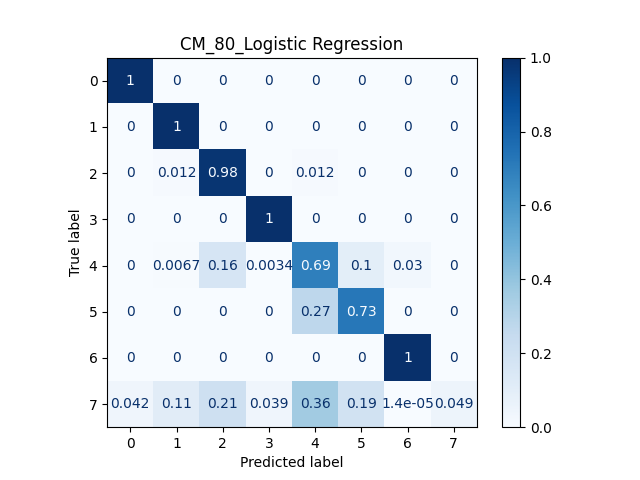 CM_80_Logistic Regression
0 1 0 0 0 0 0 0 0
1 0 1 0 0 0 0 0 0
2 0 0.012 0.98 0 0.012 0 0 0
3 0 0 0 1 0 0 0 0
4 0 0.0067 0.16 0.0034 0.69 0.1 0.03 0
5 0 0 0 0 0.27 0.73 0 0
6 0 0 0 0 0 0 1 0
7 0.042 0.11 0.21 0.039 0.36 0.19 1.4e-05 0.049
0 1 2 3 4 5 6 7
True label
Predicted label
1.0
0.8
0.6
0.4
0.2
0.0